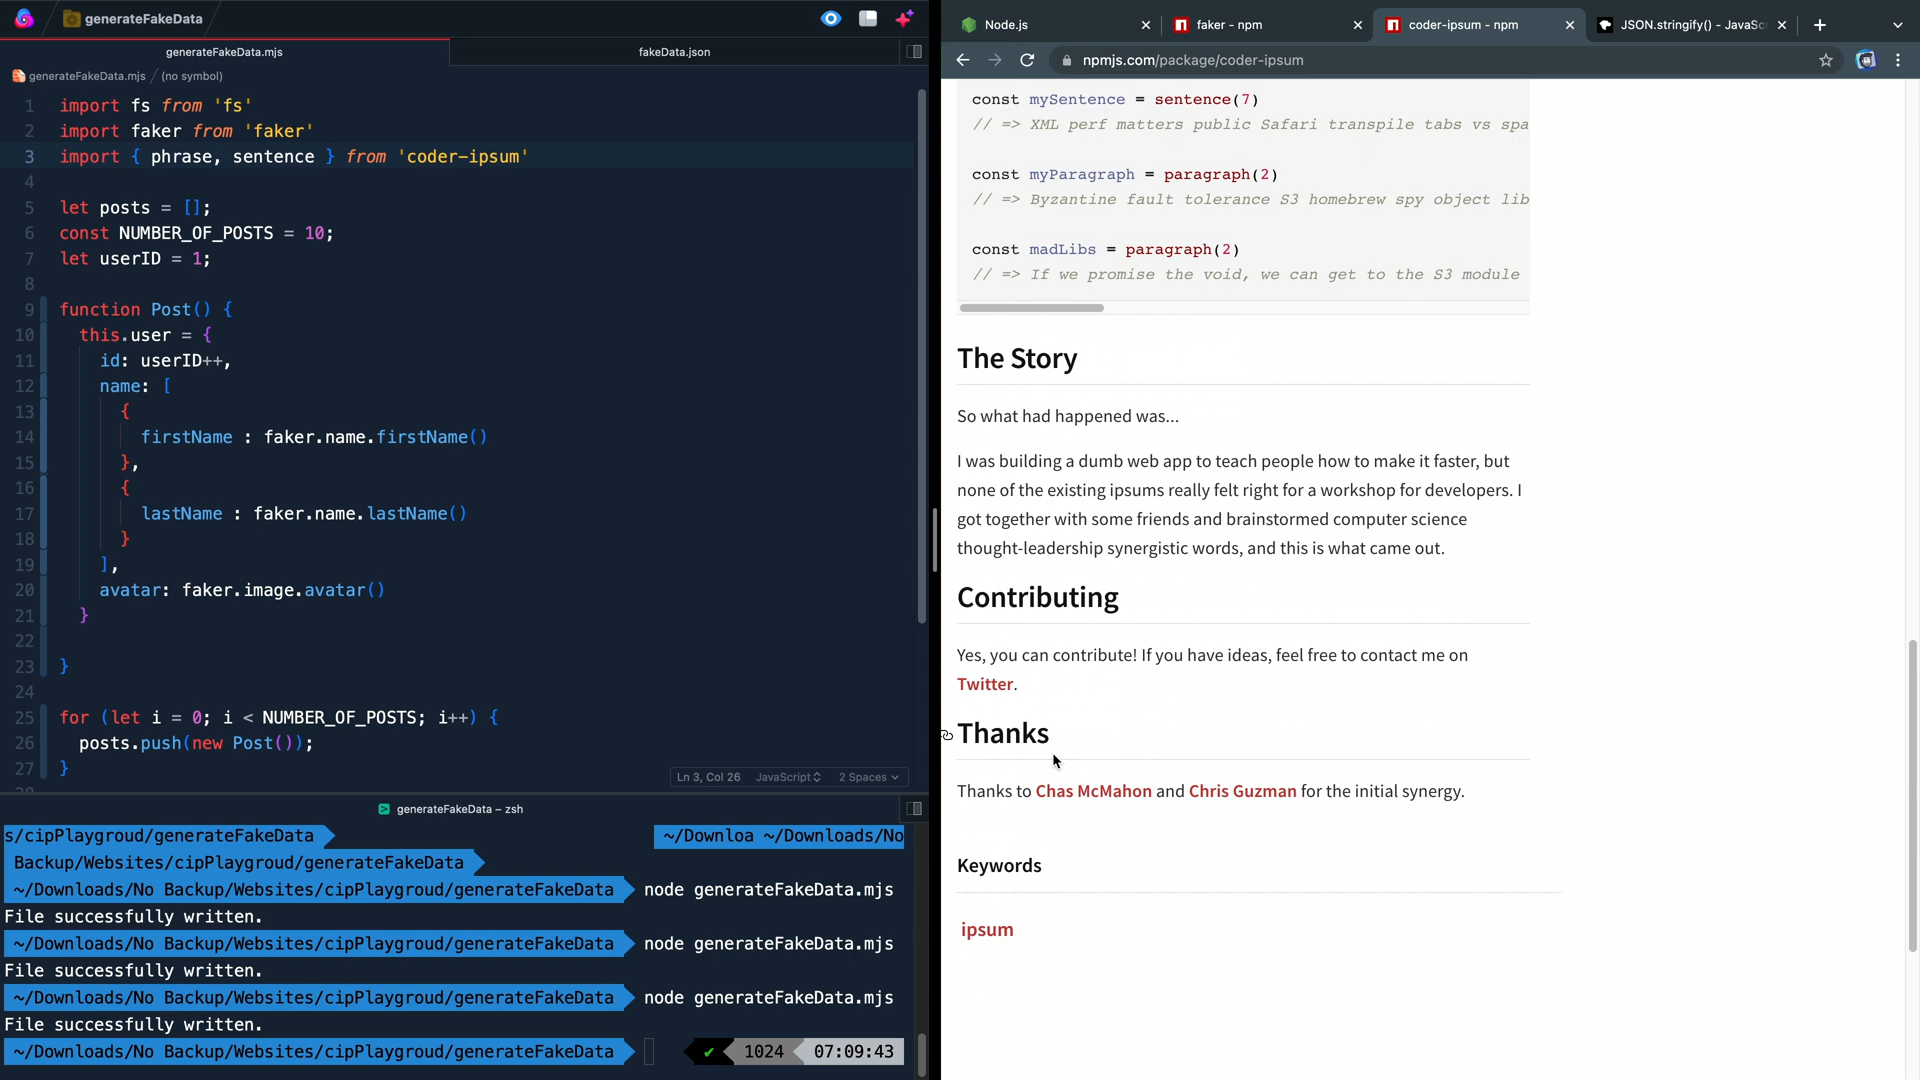 generateFakeData
generateFakeData.mjs
fakeData.json
generateFakeData.mjs / (no symbol)
1 import fs from 'fs'
2 import faker from 'faker'
3 import { phrase, sentence } from 'coder-ipsum'
4
5 let posts = [];
6 const NUMBER_OF_POSTS = 10;
7 let userID = 1;
8
9 function Post() {
10 this.user = {
11 id: userID++,
12 name: [
13 {
14 firstName : faker.name.firstName()
15 },
16 {
17 lastName : faker.name.lastName()
18 }
19 ],
20 avatar: faker.image.avatar()
21 }
22
23 }
24
25 for (let i = 0; i < NUMBER_OF_POSTS; i++) {
26 posts.push(new Post());
27 }
Ln 3, Col 26 JavaScript 2 Spaces
generateFakeData – zsh
s/cipPlaygroud/generateFakeData ~/Downloa ~/Downloads/No
Backup/Websites/cipPlaygroud/generateFakeData
~/Downloads/No Backup/Websites/cipPlaygroud/generateFakeData node generateFakeData.mjs
File successfully written.
~/Downloads/No Backup/Websites/cipPlaygroud/generateFakeData node generateFakeData.mjs
File successfully written.
~/Downloads/No Backup/Websites/cipPlaygroud/generateFakeData node generateFakeData.mjs
File successfully written.
~/Downloads/No Backup/Websites/cipPlaygroud/generateFakeData ✔ 1024 07:09:43
Node.js
faker - npm
coder-ipsum - npm
JSON.stringify() - JavaSc
npmjs.com/package/coder-ipsum
const mySentence = sentence(7)
// => XML perf matters public Safari transpile tabs vs spa
const myParagraph = paragraph(2)
// => Byzantine fault tolerance S3 homebrew spy object lib
const madLibs = paragraph(2)
// => If we promise the void, we can get to the S3 module
The Story
So what had happened was...
I was building a dumb web app to teach people how to make it faster, but
none of the existing ipsums really felt right for a workshop for developers. I
got together with some friends and brainstormed computer science
thought-leadership synergistic words, and this is what came out.
Contributing
Yes, you can contribute! If you have ideas, feel free to contact me on
Twitter.
Thanks
Thanks to Chas McMahon and Chris Guzman for the initial synergy.
Keywords
ipsum